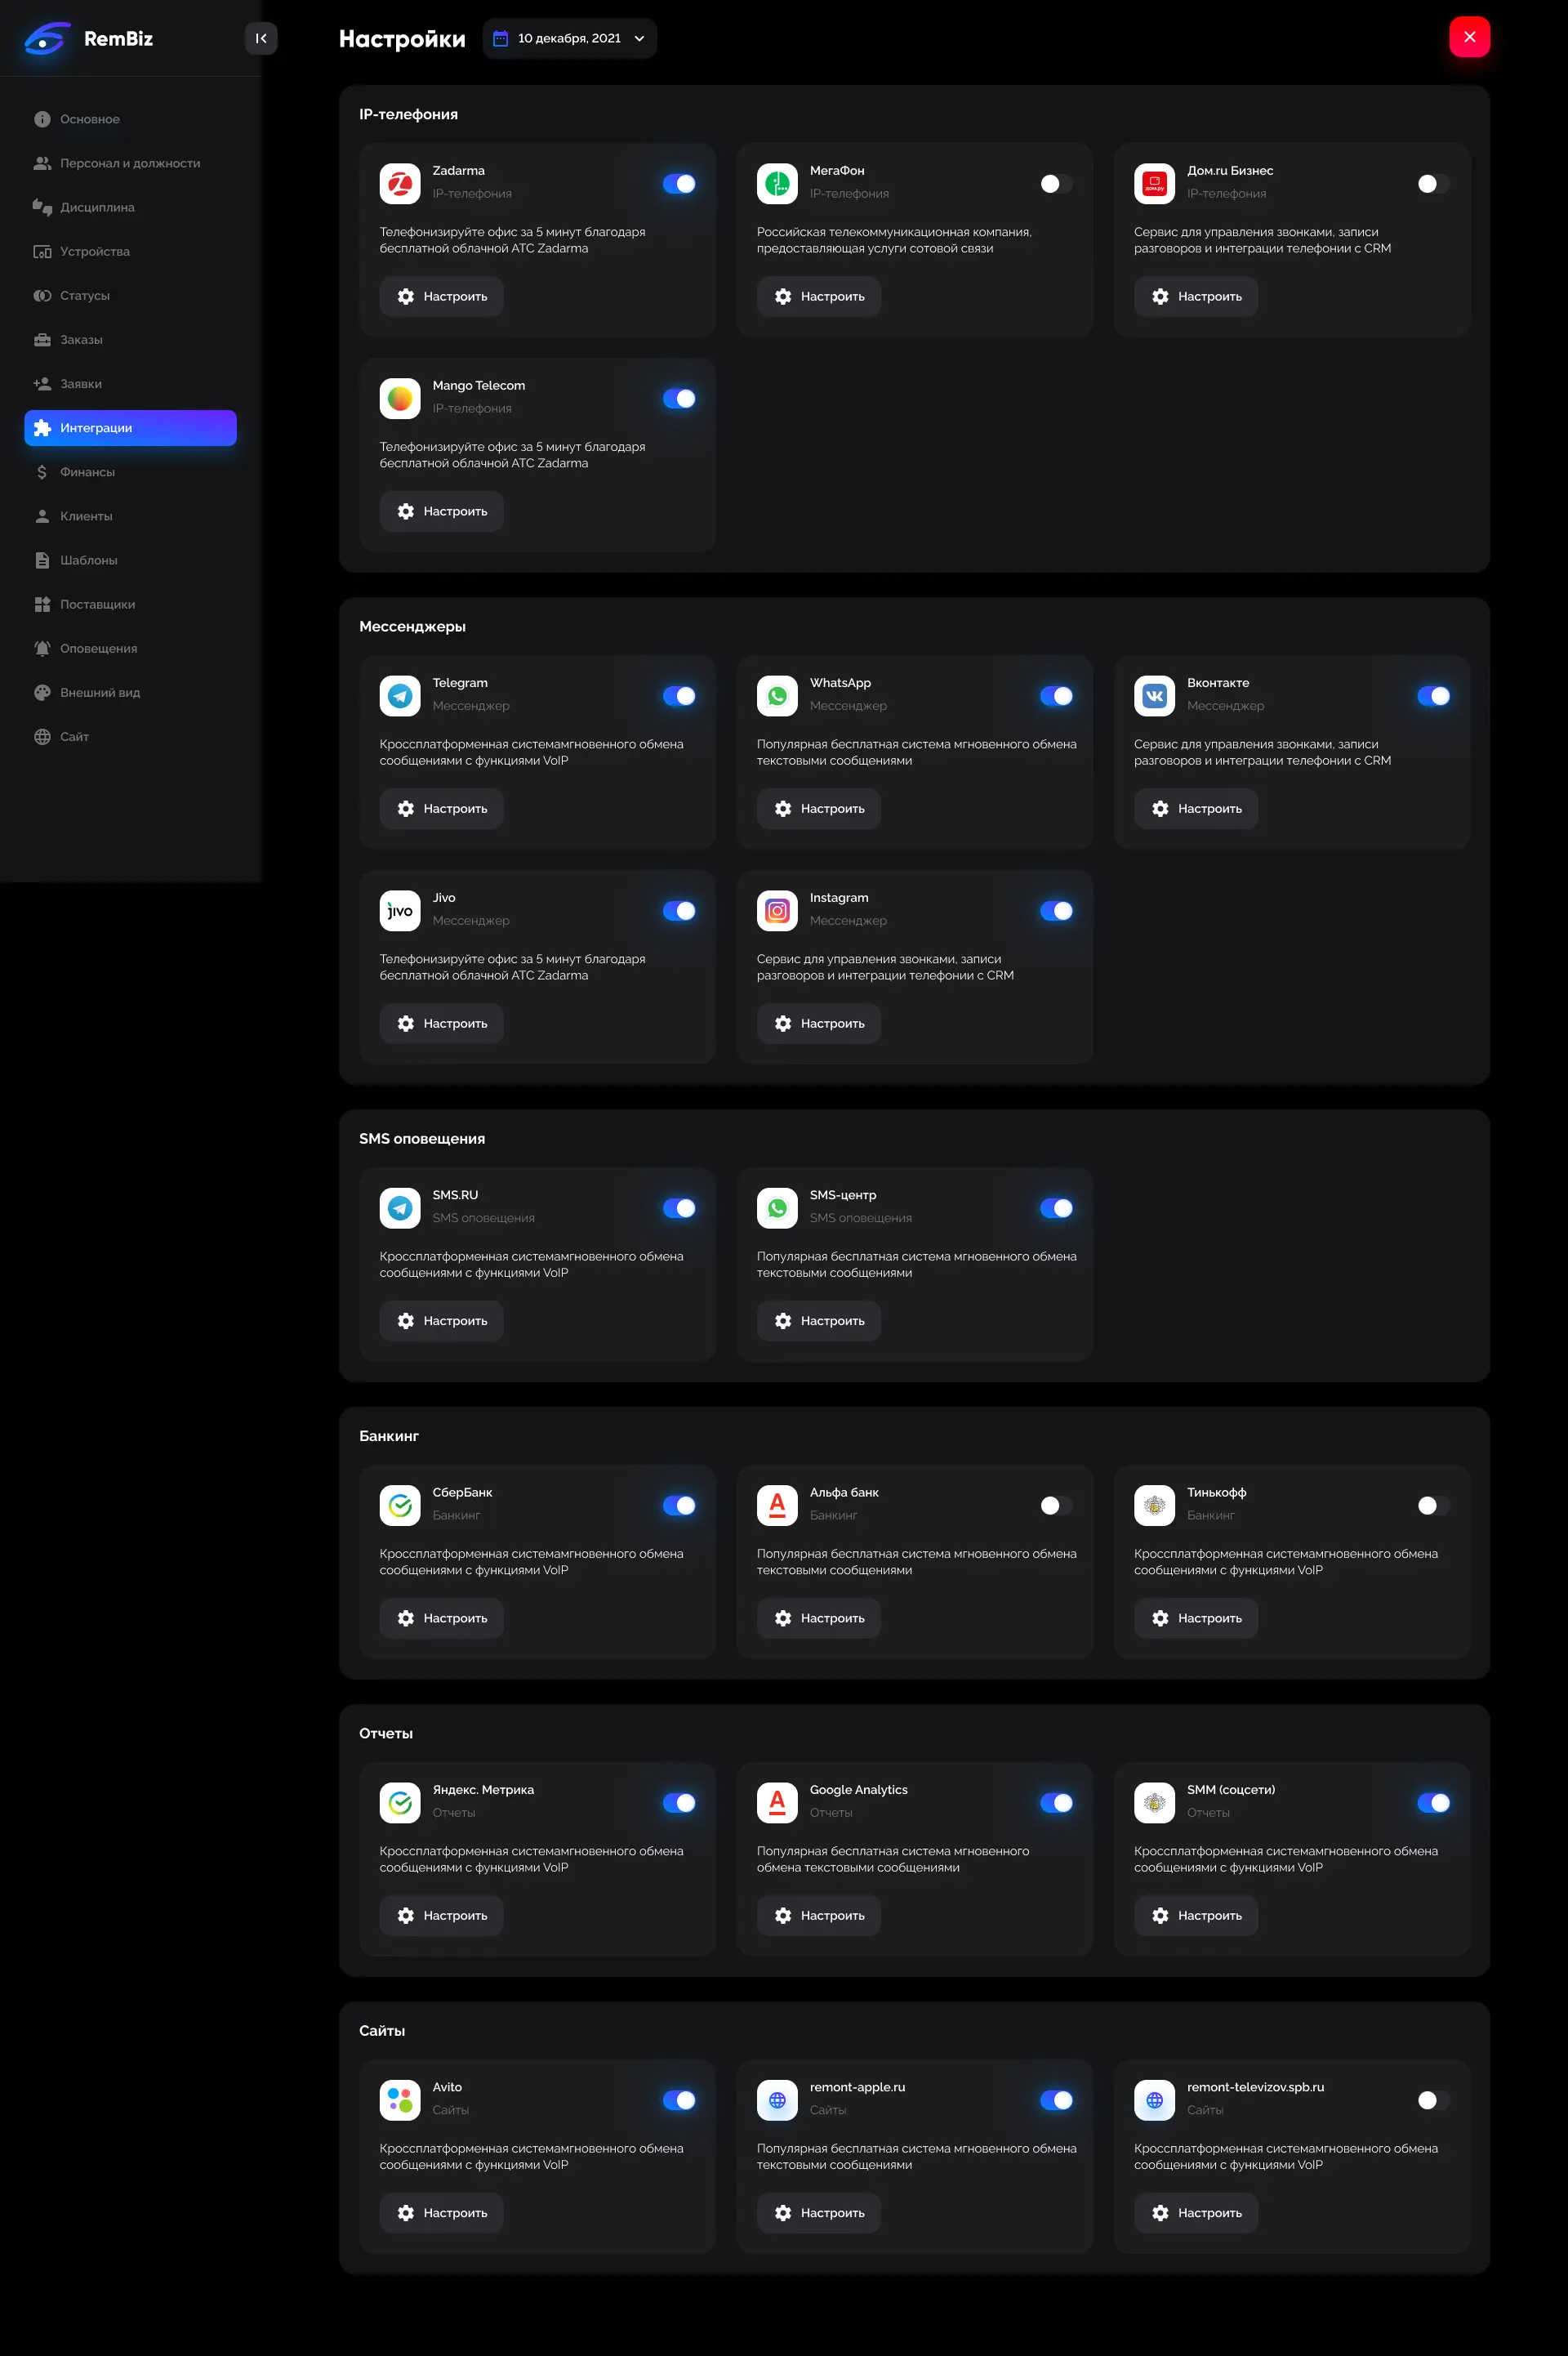 RemBiz
Основное
Персонал и должности
Дисциплина
Устройства
Статусы
Заказы
Заявки
Интеграции
Финансы
Клиенты
Шаблоны
Поставщики
Оповещения
Внешний вид
Сайт
Настройки
10 декабря, 2021
IP-телефония
Zadarma
IP-телефония
Телефонизируйте офис за 5 минут благодаря
бесплатной облачной АТС Zadarma
Настроить
МегаФон
IP-телефония
Российская телекоммуникационная компания,
предоставляющая услуги сотовой связи
Настроить
дом.ру
Дом.ru Бизнес
IP-телефония
Сервис для управления звонками, записи
разговоров и интеграции телефонии с CRM
Настроить
Mango Telecom
IP-телефония
Телефонизируйте офис за 5 минут благодаря
бесплатной облачной АТС Zadarma
Настроить
Мессенджеры
Telegram
Мессенджер
Кроссплатформенная системамгновенного обмена
сообщениями с функциями VoIP
Настроить
WhatsApp
Мессенджер
Популярная бесплатная система мгновенного обмена
текстовыми сообщениями
Настроить
Вконтакте
Мессенджер
Сервис для управления звонками, записи
разговоров и интеграции телефонии с CRM
Настроить
jivo
Jivo
Мессенджер
Телефонизируйте офис за 5 минут благодаря
бесплатной облачной АТС Zadarma
Настроить
Instagram
Мессенджер
Сервис для управления звонками, записи
разговоров и интеграции телефонии с CRM
Настроить
SMS оповещения
SMS.RU
SMS оповещения
Кроссплатформенная системамгновенного обмена
сообщениями с функциями VoIP
Настроить
SMS-центр
SMS оповещения
Популярная бесплатная система мгновенного обмена
текстовыми сообщениями
Настроить
Банкинг
СберБанк
Банкинг
Кроссплатформенная системамгновенного обмена
сообщениями с функциями VoIP
Настроить
Альфа банк
Банкинг
Популярная бесплатная система мгновенного обмена
текстовыми сообщениями
Настроить
Тинькофф
Банкинг
Кроссплатформенная системамгновенного обмена
сообщениями с функциями VoIP
Настроить
Отчеты
Яндекс. Метрика
Отчеты
Кроссплатформенная системамгновенного обмена
сообщениями с функциями VoIP
Настроить
Google Analytics
Отчеты
Популярная бесплатная система мгновенного
обмена текстовыми сообщениями
Настроить
SMM (соцсети)
Отчеты
Кроссплатформенная системамгновенного обмена
сообщениями с функциями VoIP
Настроить
Сайты
Avito
Сайты
Кроссплатформенная системамгновенного обмена
сообщениями с функциями VoIP
Настроить
remont-apple.ru
Сайты
Популярная бесплатная система мгновенного обмена
текстовыми сообщениями
Настроить
remont-televizov.spb.ru
Сайты
Кроссплатформенная системамгновенного обмена
сообщениями с функциями VoIP
Настроить